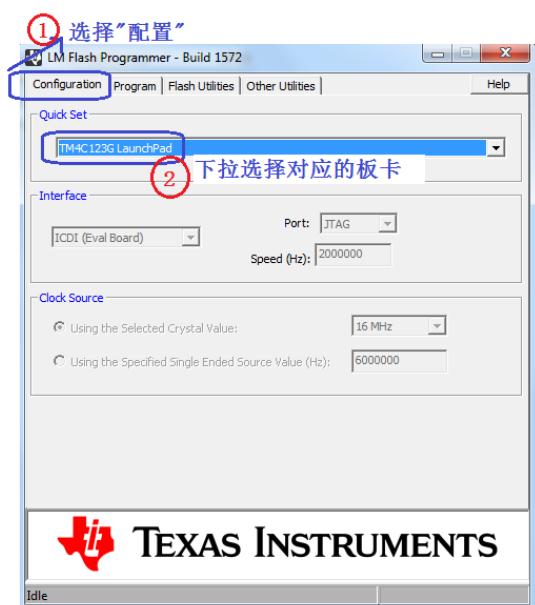 1 选择"配置"
LM Flash Programmer - Build 1572
Configuration Program Flash Utilities Other Utilities Help
Quick Set
TM4C123G LaunchPad
2 下拉选择对应的板卡
Interface
Port: JTAG
ICDI (Eval Board)
Speed (Hz): 2000000
Clock Source
Using the Selected Crystal Value: 16 MHz
Using the Specified Single Ended Source Value (Hz): 6000000
TEXAS INSTRUMENTS
Idle